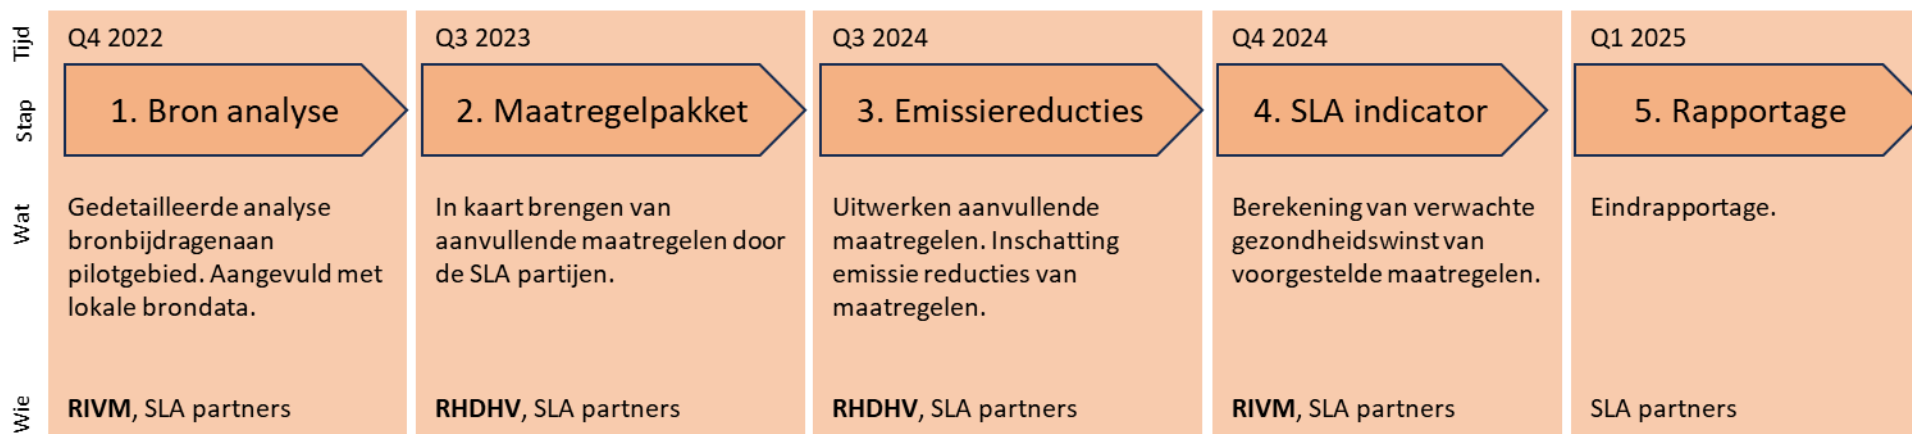 Tijd
Q4 2022
Q3 2023
Q3 2024
Q4 2024
Q1 2025
Stap
1. Bron analyse
2. Maatregelpakket
3. Emissiereducties
4. SLA indicator
5. Rapportage
Wat
Gedetailleerde analyse
bronbijdragenaan
pilotgebied. Aangevuld met
lokale brondata.
In kaart brengen van
aanvullende maatregelen door
de SLA partijen.
Uitwerken aanvullende
maatregelen. Inschatting
emissie reducties van
maatregelen.
Berekening van verwachte
gezondheidswinst van
voorgestelde maatregelen.
Eindrapportage.
Wie
RIVM, SLA partners
RHDHV, SLA partners
RHDHV, SLA partners
RIVM, SLA partners
SLA partners